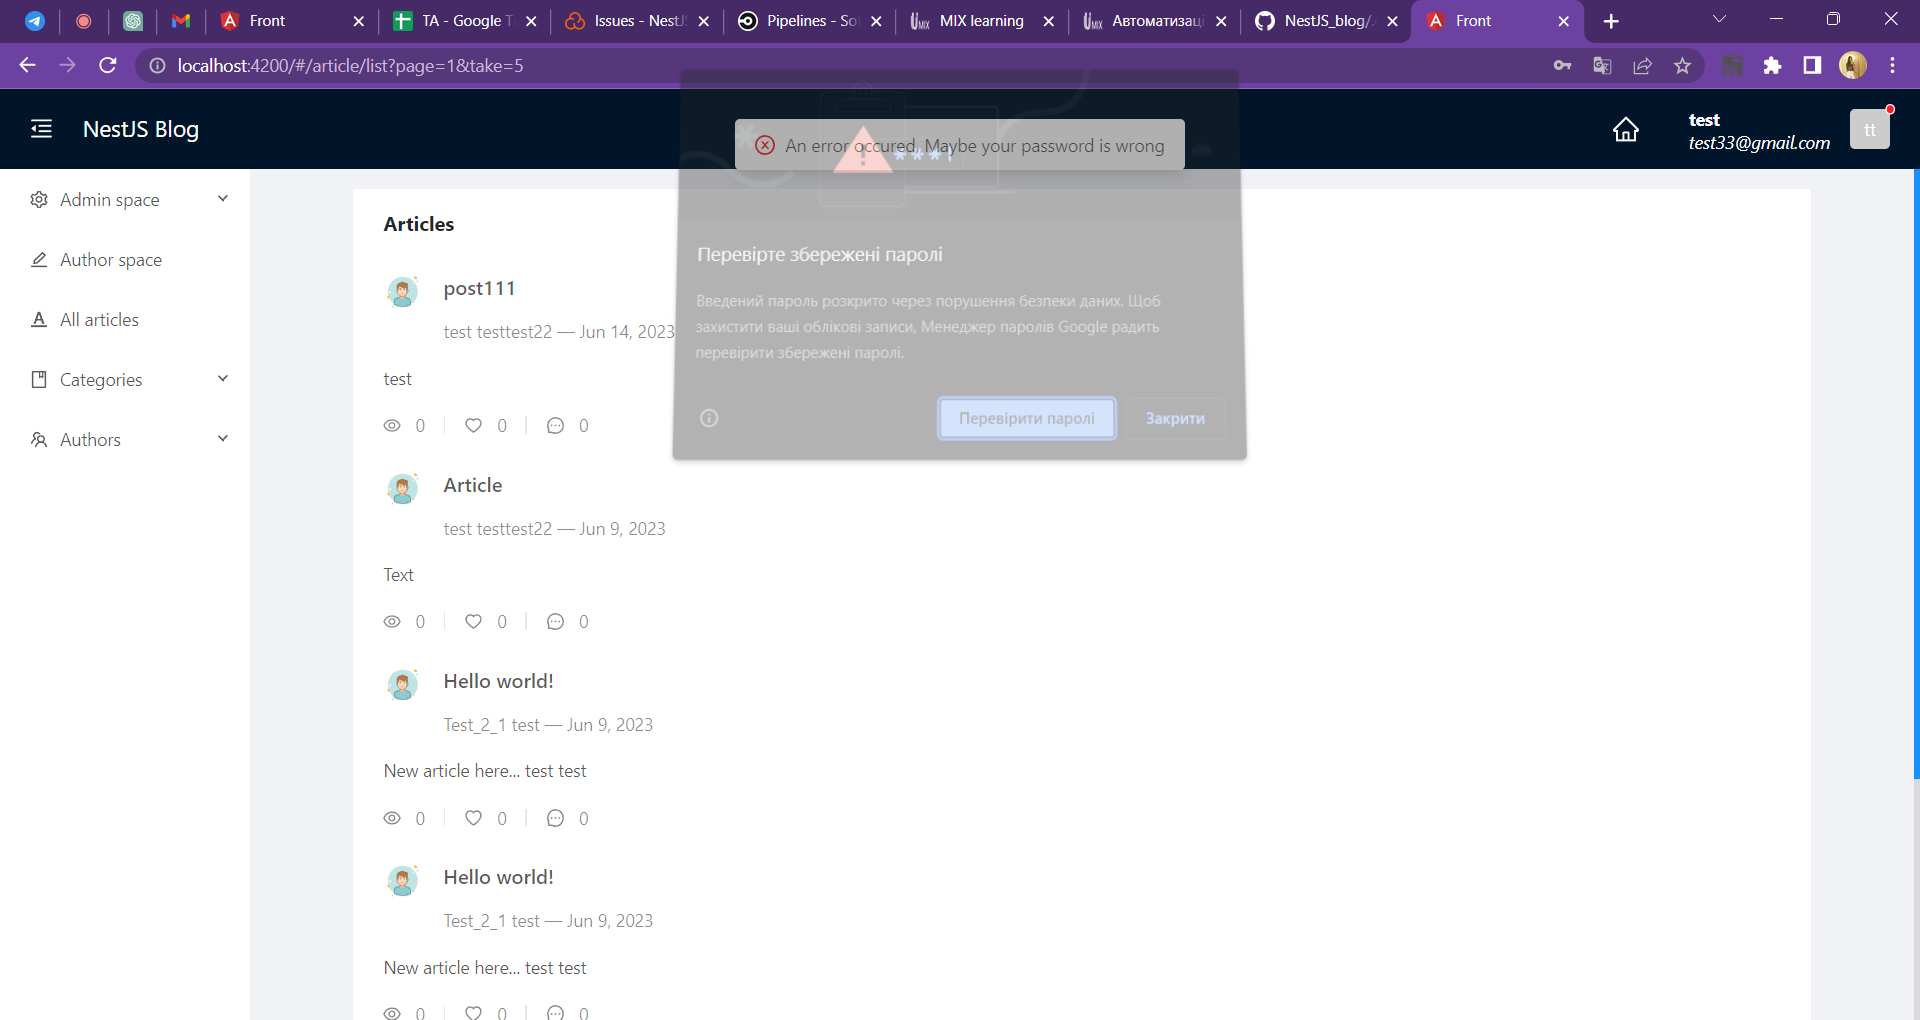 Front
TA - Google T
Issues - NestJS
Pipelines - So
MIX learning
Автоматизаці
NestJS_blog/.
Front
localhost:4200/#/article/list?page=1&take=5
NestJS Blog
test
test33@gmail.com
tt
An error occured. Maybe your password is wrong
Admin space
Author space
All articles
Categories
Authors
Перевірте збережені паролі
Введений пароль розкрито через порушення безпеки даних. Щоб
захистити ваші облікові записи, Менеджер паролів Google радить
перевірити збережені паролі.
Перевірити паролі
Закрити
Articles
post111
test testtest22 — Jun 14, 2023
test
0 0 0
Article
test testtest22 — Jun 9, 2023
Text
0 0 0
Hello world!
Test_2_1 test — Jun 9, 2023
New article here... test test
0 0 0
Hello world!
Test_2_1 test — Jun 9, 2023
New article here... test test
0 0 0